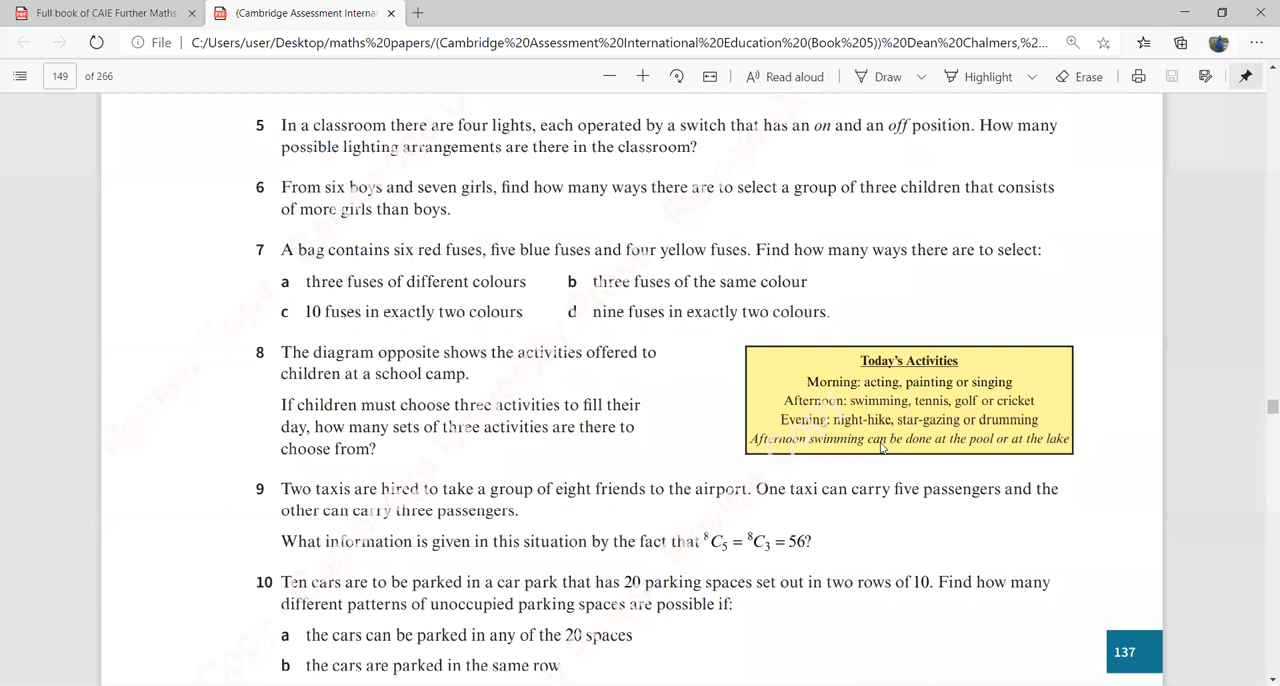 Full book of CAIE Further Maths
(Cambridge Assessment Interna
File
C:/Users/user/Desktop/maths%20papers/(Cambridge%20Assessment%20International%20Education%20(Book%205))%20Dean%20Chalmers,%2...
149 of 266
Read aloud
Draw
Highlight
Erase
5 In a classroom there are four lights, each operated by a switch that has an on and an off position. How many
possible lighting arrangements are there in the classroom?
6 From six boys and seven girls, find how many ways there are to select a group of three children that consists
of more girls than boys.
7 A bag contains six red fuses, five blue fuses and four yellow fuses. Find how many ways there are to select:
a three fuses of different colours b three fuses of the same colour
c 10 fuses in exactly two colours d nine fuses in exactly two colours.
8 The diagram opposite shows the activities offered to
children at a school camp.
If children must choose three activities to fill their
day, how many sets of three activities are there to
choose from?
Today's Activities
Morning: acting, painting or singing
Afternoon: swimming, tennis, golf or cricket
Evening: night-hike, star-gazing or drumming
Afternoon swimming can be done at the pool or at the lake
9 Two taxis are hired to take a group of eight friends to the airport. One taxi can carry five passengers and the
other can carry three passengers.
What information is given in this situation by the fact that ⁸C₅ = ⁸C₃ = 56?
10 Ten cars are to be parked in a car park that has 20 parking spaces set out in two rows of 10. Find how many
different patterns of unoccupied parking spaces are possible if:
a the cars can be parked in any of the 20 spaces
b the cars are parked in the same row
137